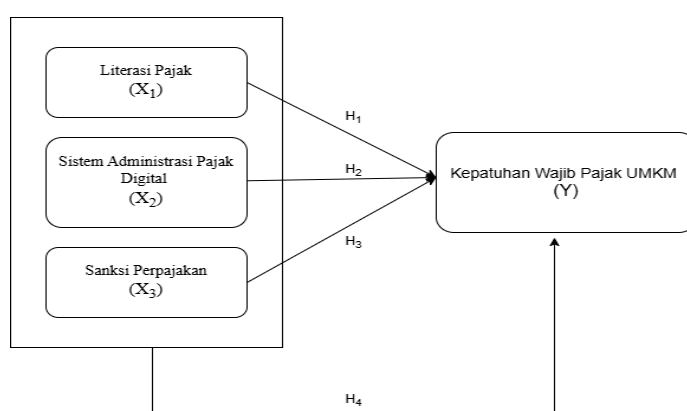 Literasi Pajak
(X₁)
Sistem Administrasi Pajak
Digital
(X₂)
Sanksi Perpajakan
(X₃)
H₁
H₂
H₃
Kepatuhan Wajib Pajak UMKM
(Y)
H₄